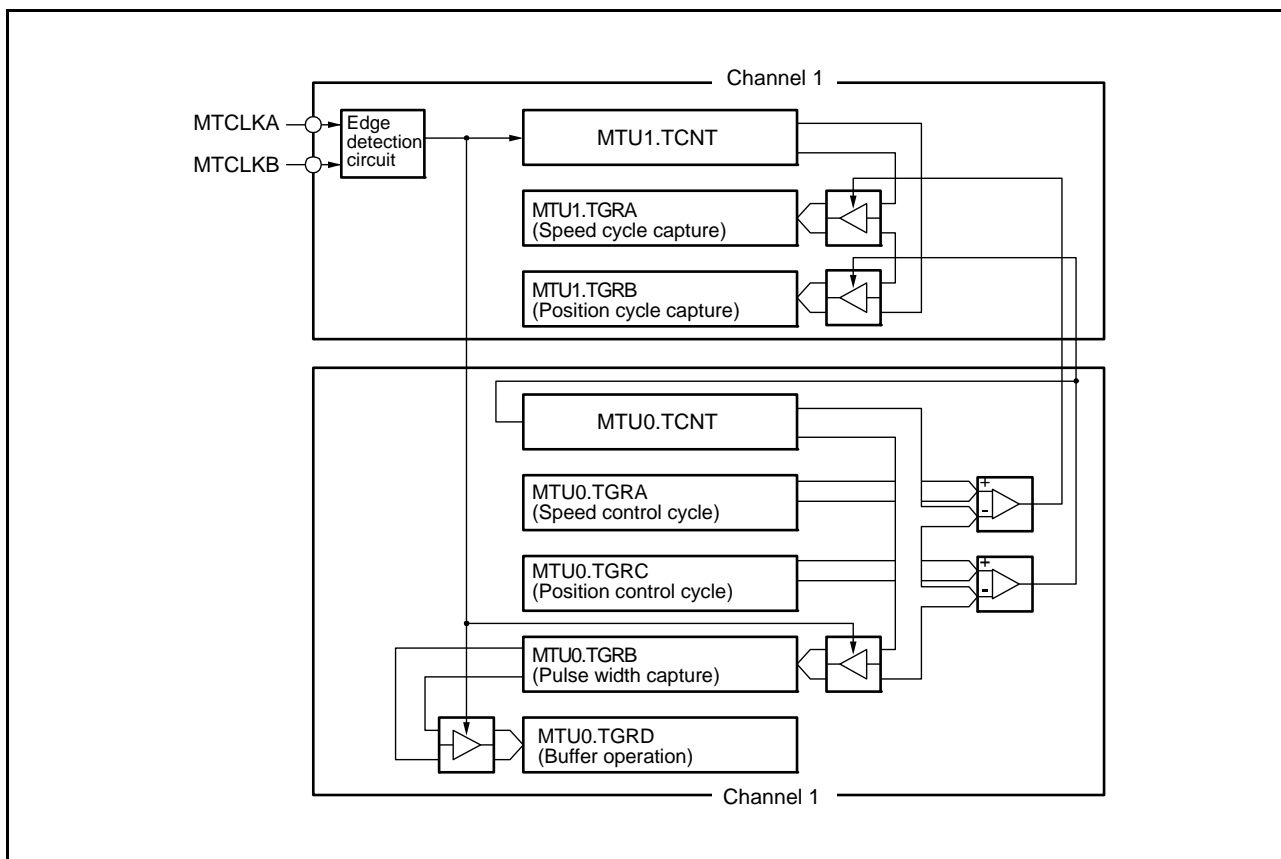 Channel 1
MTCLKA
MTCLKB
Edge
detection
circuit
MTU1.TCNT
MTU1.TGRA
(Speed cycle capture)
MTU1.TGRB
(Position cycle capture)
MTU0.TCNT
MTU0.TGRA
(Speed control cycle)
+
-
MTU0.TGRC
(Position control cycle)
+
-
MTU0.TGRB
(Pulse width capture)
MTU0.TGRD
(Buffer operation)
Channel 1